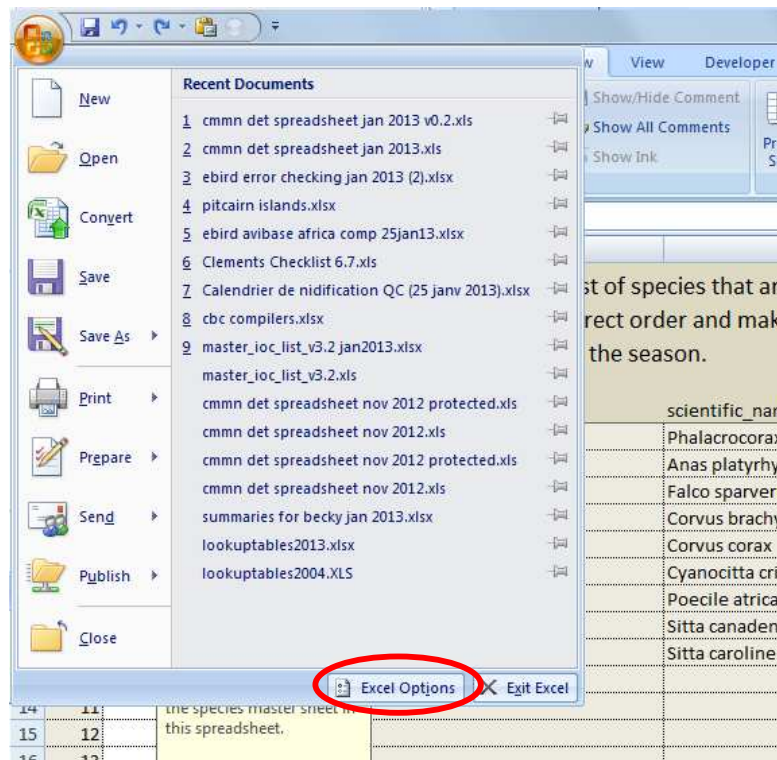 View Developer
New
Open
Convert
Save
Save As
Print
Prepare
Send
Publish
Close
Recent Documents
1 cmmn det spreadsheet jan 2013 v0.2.xls
2 cmmn det spreadsheet jan 2013.xls
3 ebird error checking jan 2013 (2).xlsx
4 pitcairn islands.xlsx
5 ebird avibase africa comp 25jan13.xlsx
6 Clements Checklist 6.7.xls
7 Calendrier de nidification QC (25 janv 2013).xlsx
8 cbc compilers.xlsx
9 master_ioc_list_v3.2 jan2013.xlsx
master_ioc_list_v3.2.xls
cmmn det spreadsheet nov 2012 protected.xls
cmmn det spreadsheet nov 2012.xls
cmmn det spreadsheet nov 2012 protected.xls
cmmn det spreadsheet nov 2012.xls
summaries for becky jan 2013.xlsx
lookuptables2013.xlsx
lookuptables2004.XLS
Excel Options Exit Excel
Show/Hide Comment
Show All Comments
Show Ink
Pr
S
st of species that ar
rect order and mak
the season.
scientific_nar
Phalacrocorax
Anas platyrhy
Falco sparver
Corvus brachy
Corvus corax
Cyanocitta cri
Poecile atrica
Sitta canaden
Sitta caroline
14 11 the species master sheet in
15 12 this spreadsheet.
16 13